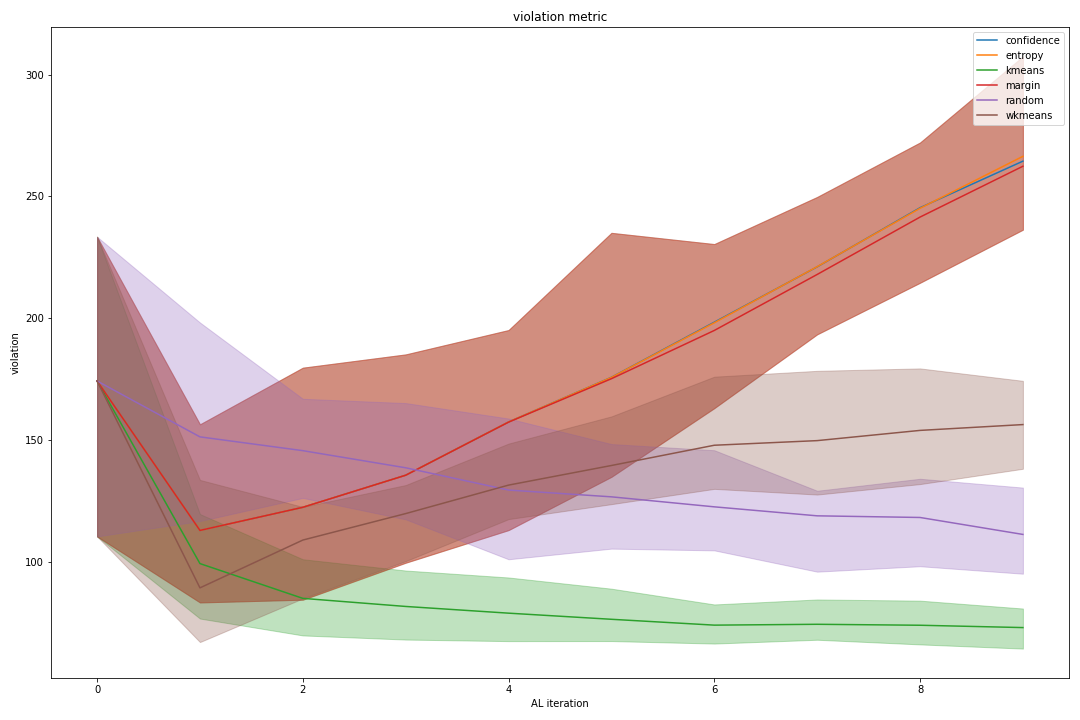 violation metric
confidence
entropy
kmeans
margin
random
wkmeans
300
250
200
150
100
violation
0
2
4
6
8
AL iteration